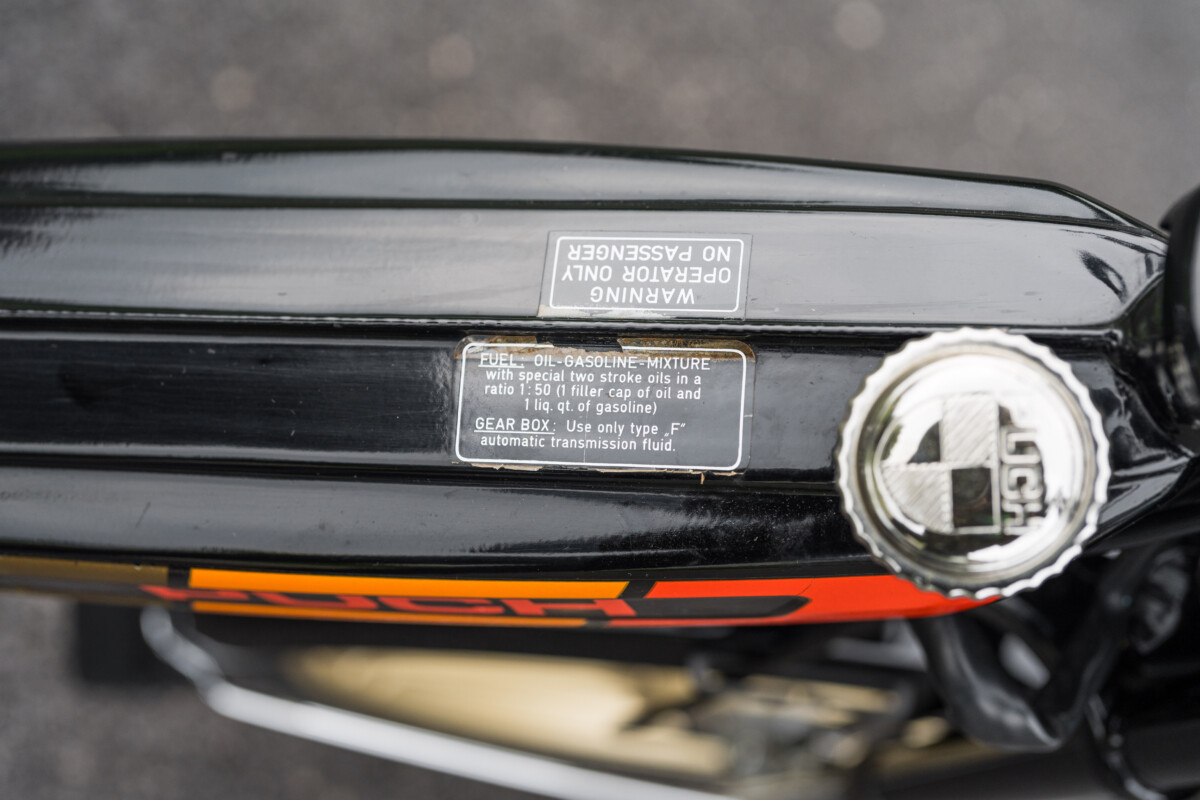 WARNING
OPERATOR ONLY
NO PASSENGER
FUEL: OIL-GASOLINE-MIXTURE
with special two stroke oils in a
ratio 1:50 (1 filler cap of oil and
1 liq. qt. of gasoline)
GEAR BOX: Use only type „F”
automatic transmission fluid.
PUCH
PUCH